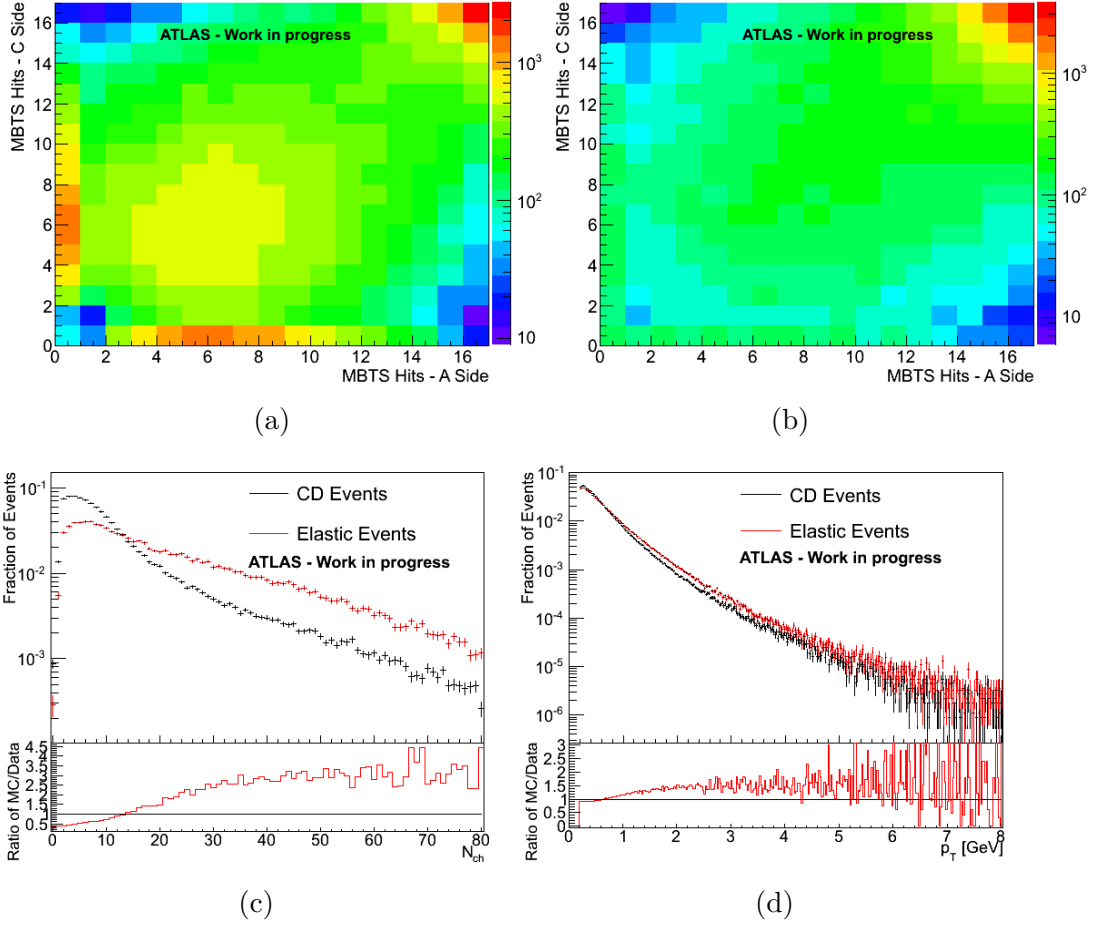 ATLAS - Work in progress
MBTS Hits - C Side
16
14
12
10
8
6
4
2
0
0 2 4 6 8 10 12 14 16
MBTS Hits - A Side
10³
10²
10
(a)
ATLAS - Work in progress
MBTS Hits - C Side
16
14
12
10
8
6
4
2
0
0 2 4 6 8 10 12 14 16
MBTS Hits - A Side
10³
10²
10
(b)
Fraction of Events
10⁻¹
10⁻²
10⁻³
CD Events
Elastic Events
ATLAS - Work in progress
Ratio of MC/Data
4.5
4
3.5
3
2.5
2
1.5
1
0.5
0 10 20 30 40 50 60 70 80
N_ch
(c)
Fraction of Events
10⁻¹
10⁻²
10⁻³
10⁻⁴
10⁻⁵
10⁻⁶
CD Events
Elastic Events
ATLAS - Work in progress
Ratio of MC/Data
3
2.5
2
1.5
1
0.5
0
0 1 2 3 4 5 6 7 8
p_T [GeV]
(d)